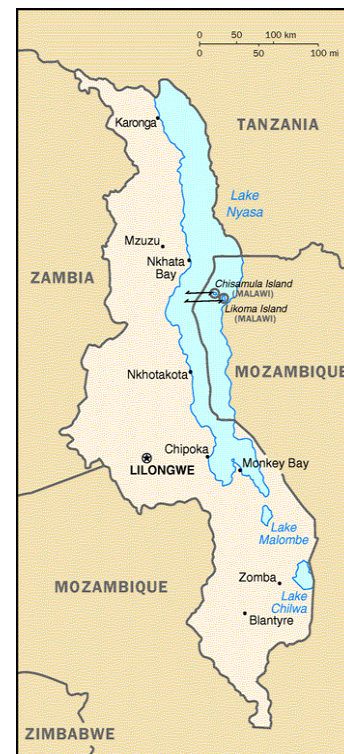 0 50 100 km
0 50 100 mi
Karonga
TANZANIA
Lake
Nyasa
Mzuzu
Nkhata
Bay
ZAMBIA
Chisamula Island
(MALAWI)
Likoma Island
(MALAWI)
Nkhotakota
MOZAMBIQUE
Chipoka
LILONGWE
Monkey Bay
Lake
Malombe
Zomba
MOZAMBIQUE
Lake
Chilwa
Blantyre
ZIMBABWE